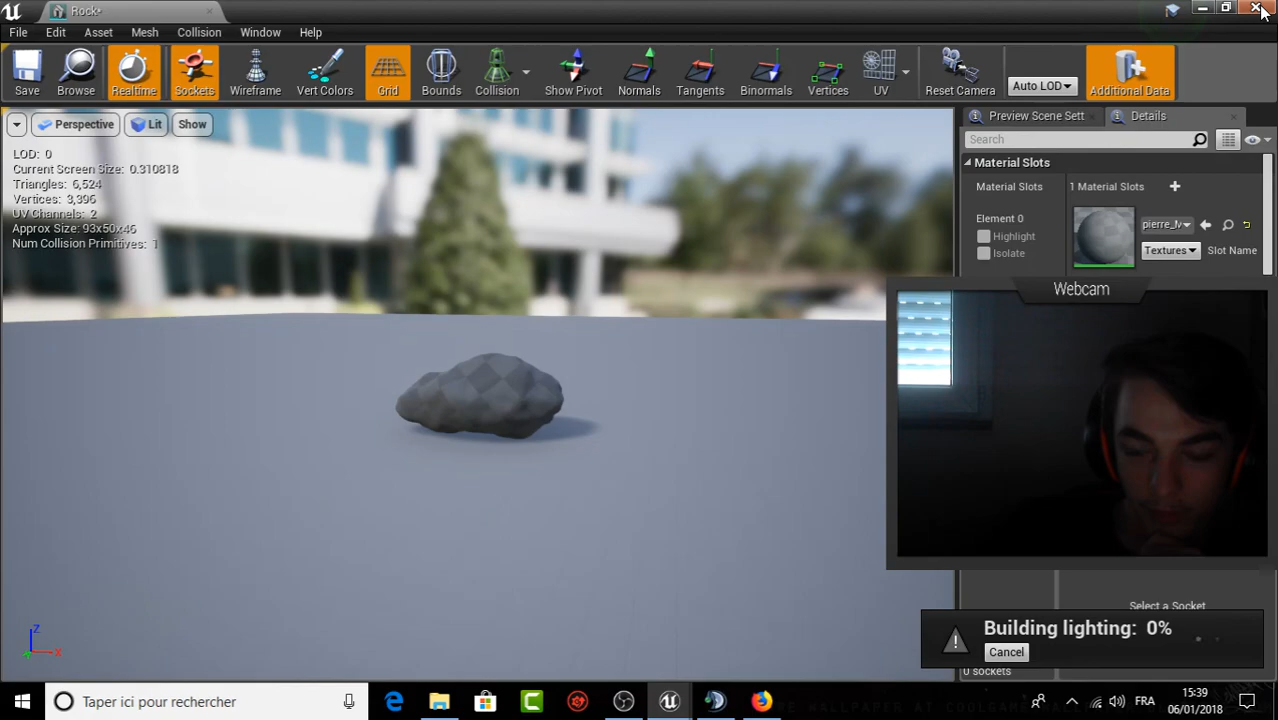 Rock*
File Edit Asset Mesh Collision Window Help
Save Browse Realtime Sockets Wireframe Vert Colors Grid Bounds Collision Show Pivot Normals Tangents Binormals Vertices UV Reset Camera Auto LOD Additional Data
Perspective Lit Show
LOD: 0
Current Screen Size: 0.310818
Triangles: 6,524
Vertices: 3,396
UV Channels: 2
Approx Size: 93x50x46
Num Collision Primitives: 1
Preview Scene Sett Details
Search
Material Slots
Material Slots 1 Material Slots
Element 0
Highlight
Isolate
pierre_M
Textures Slot Name
Webcam
Select a Socket
Building lighting: 0%
Cancel
0 sockets
Z
X
Taper ici pour rechercher
FRA
15:39
06/01/2018